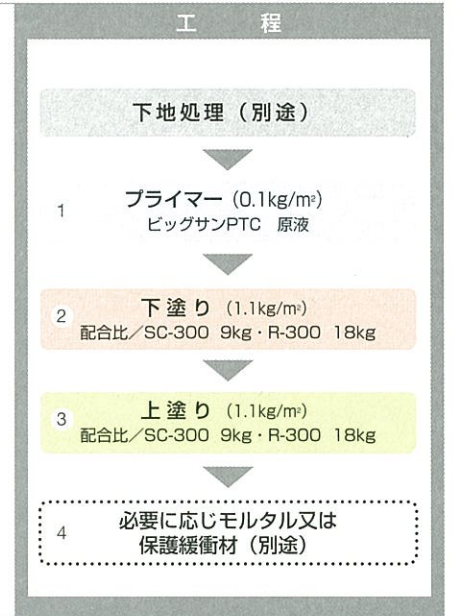 工程
下地処理（別途）
1 プライマー（0.1kg/m²）
ビッグサンPTC 原液
2 下塗り（1.1kg/m²）
配合比／SC-300 9kg・R-300 18kg
3 上塗り（1.1kg/m²）
配合比／SC-300 9kg・R-300 18kg
4 必要に応じモルタル又は
保護緩衝材（別途）